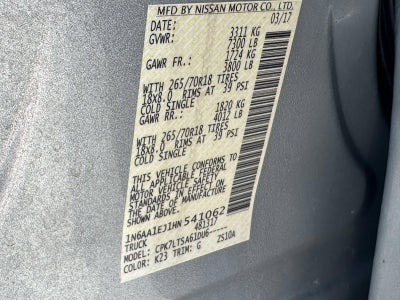 MFD BY NISSAN MOTOR CO., LTD.
03/17
GVWR: 3311 KG
7300 LB
GAWR FR.: 1724 KG
3800 LB
WITH 265/70R18 TIRES
18X8.0 RIMS AT 39 PSI
COLD SINGLE
GAWR RR.: 1820 KG
4012 LB
WITH 265/70R18 TIRES
18X8.0 RIMS AT 39 PSI
COLD SINGLE
THIS VEHICLE CONFORMS TO
ALL APPLICABLE FEDERAL
MOTOR VEHICLE SAFETY
STANDARDS IN EFFECT ON
THE DATE OF MANUFACTURE
SHOWN ABOVE.
1N6AA1EJ1HN541062
TRUCK 481317
MODEL: CPK7LTSA61DU6-----
COLOR: K23 TRIM: G ZS10A